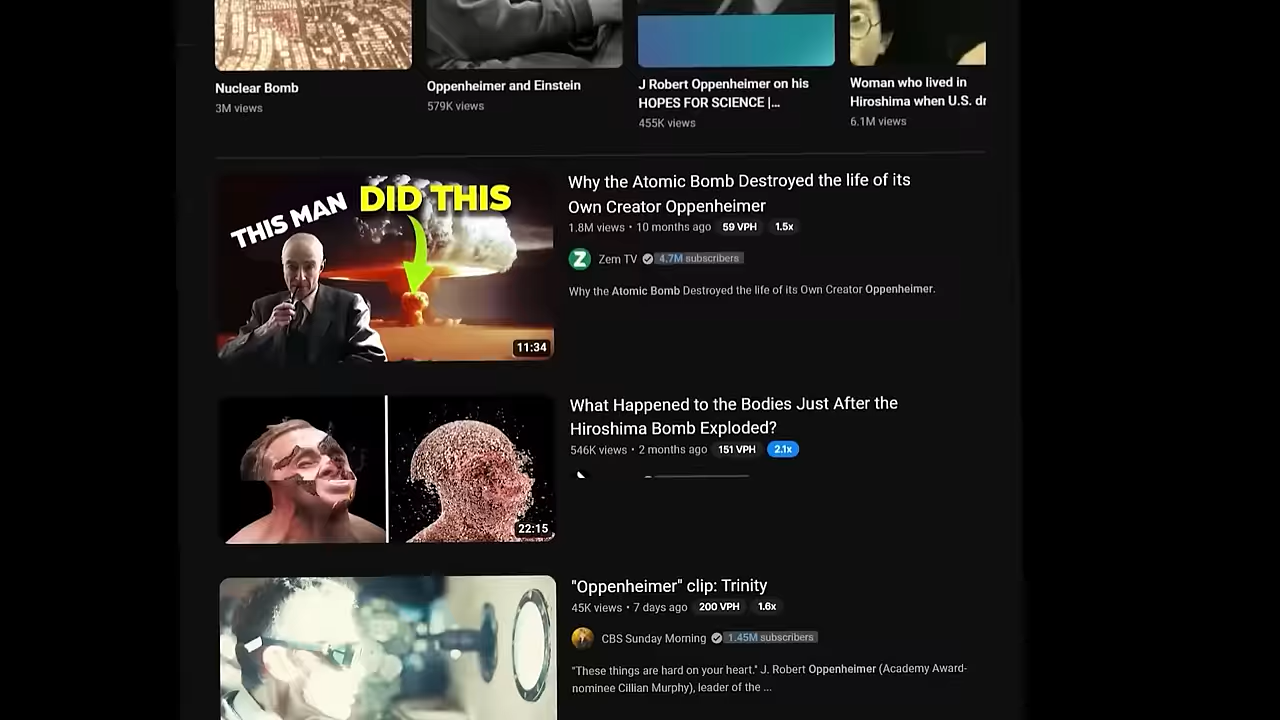 Nuclear Bomb
3M views
Oppenheimer and Einstein
579K views
J Robert Oppenheimer on his
HOPES FOR SCIENCE |...
455K views
Woman who lived in
Hiroshima when U.S. dr
6.1M views
THIS MAN DID THIS
11:34
Why the Atomic Bomb Destroyed the life of its
Own Creator Oppenheimer
1.8M views • 10 months ago 59 VPH 1.5x
Z Zem TV 4.7M subscribers
Why the Atomic Bomb Destroyed the life of its Own Creator Oppenheimer.
22:15
What Happened to the Bodies Just After the
Hiroshima Bomb Exploded?
546K views • 2 months ago 151 VPH 2.1x
"Oppenheimer" clip: Trinity
45K views • 7 days ago 200 VPH 1.6x
CBS Sunday Morning 1.45M subscribers
"These things are hard on your heart." J. Robert Oppenheimer (Academy Award-
nominee Cillian Murphy), leader of the ...